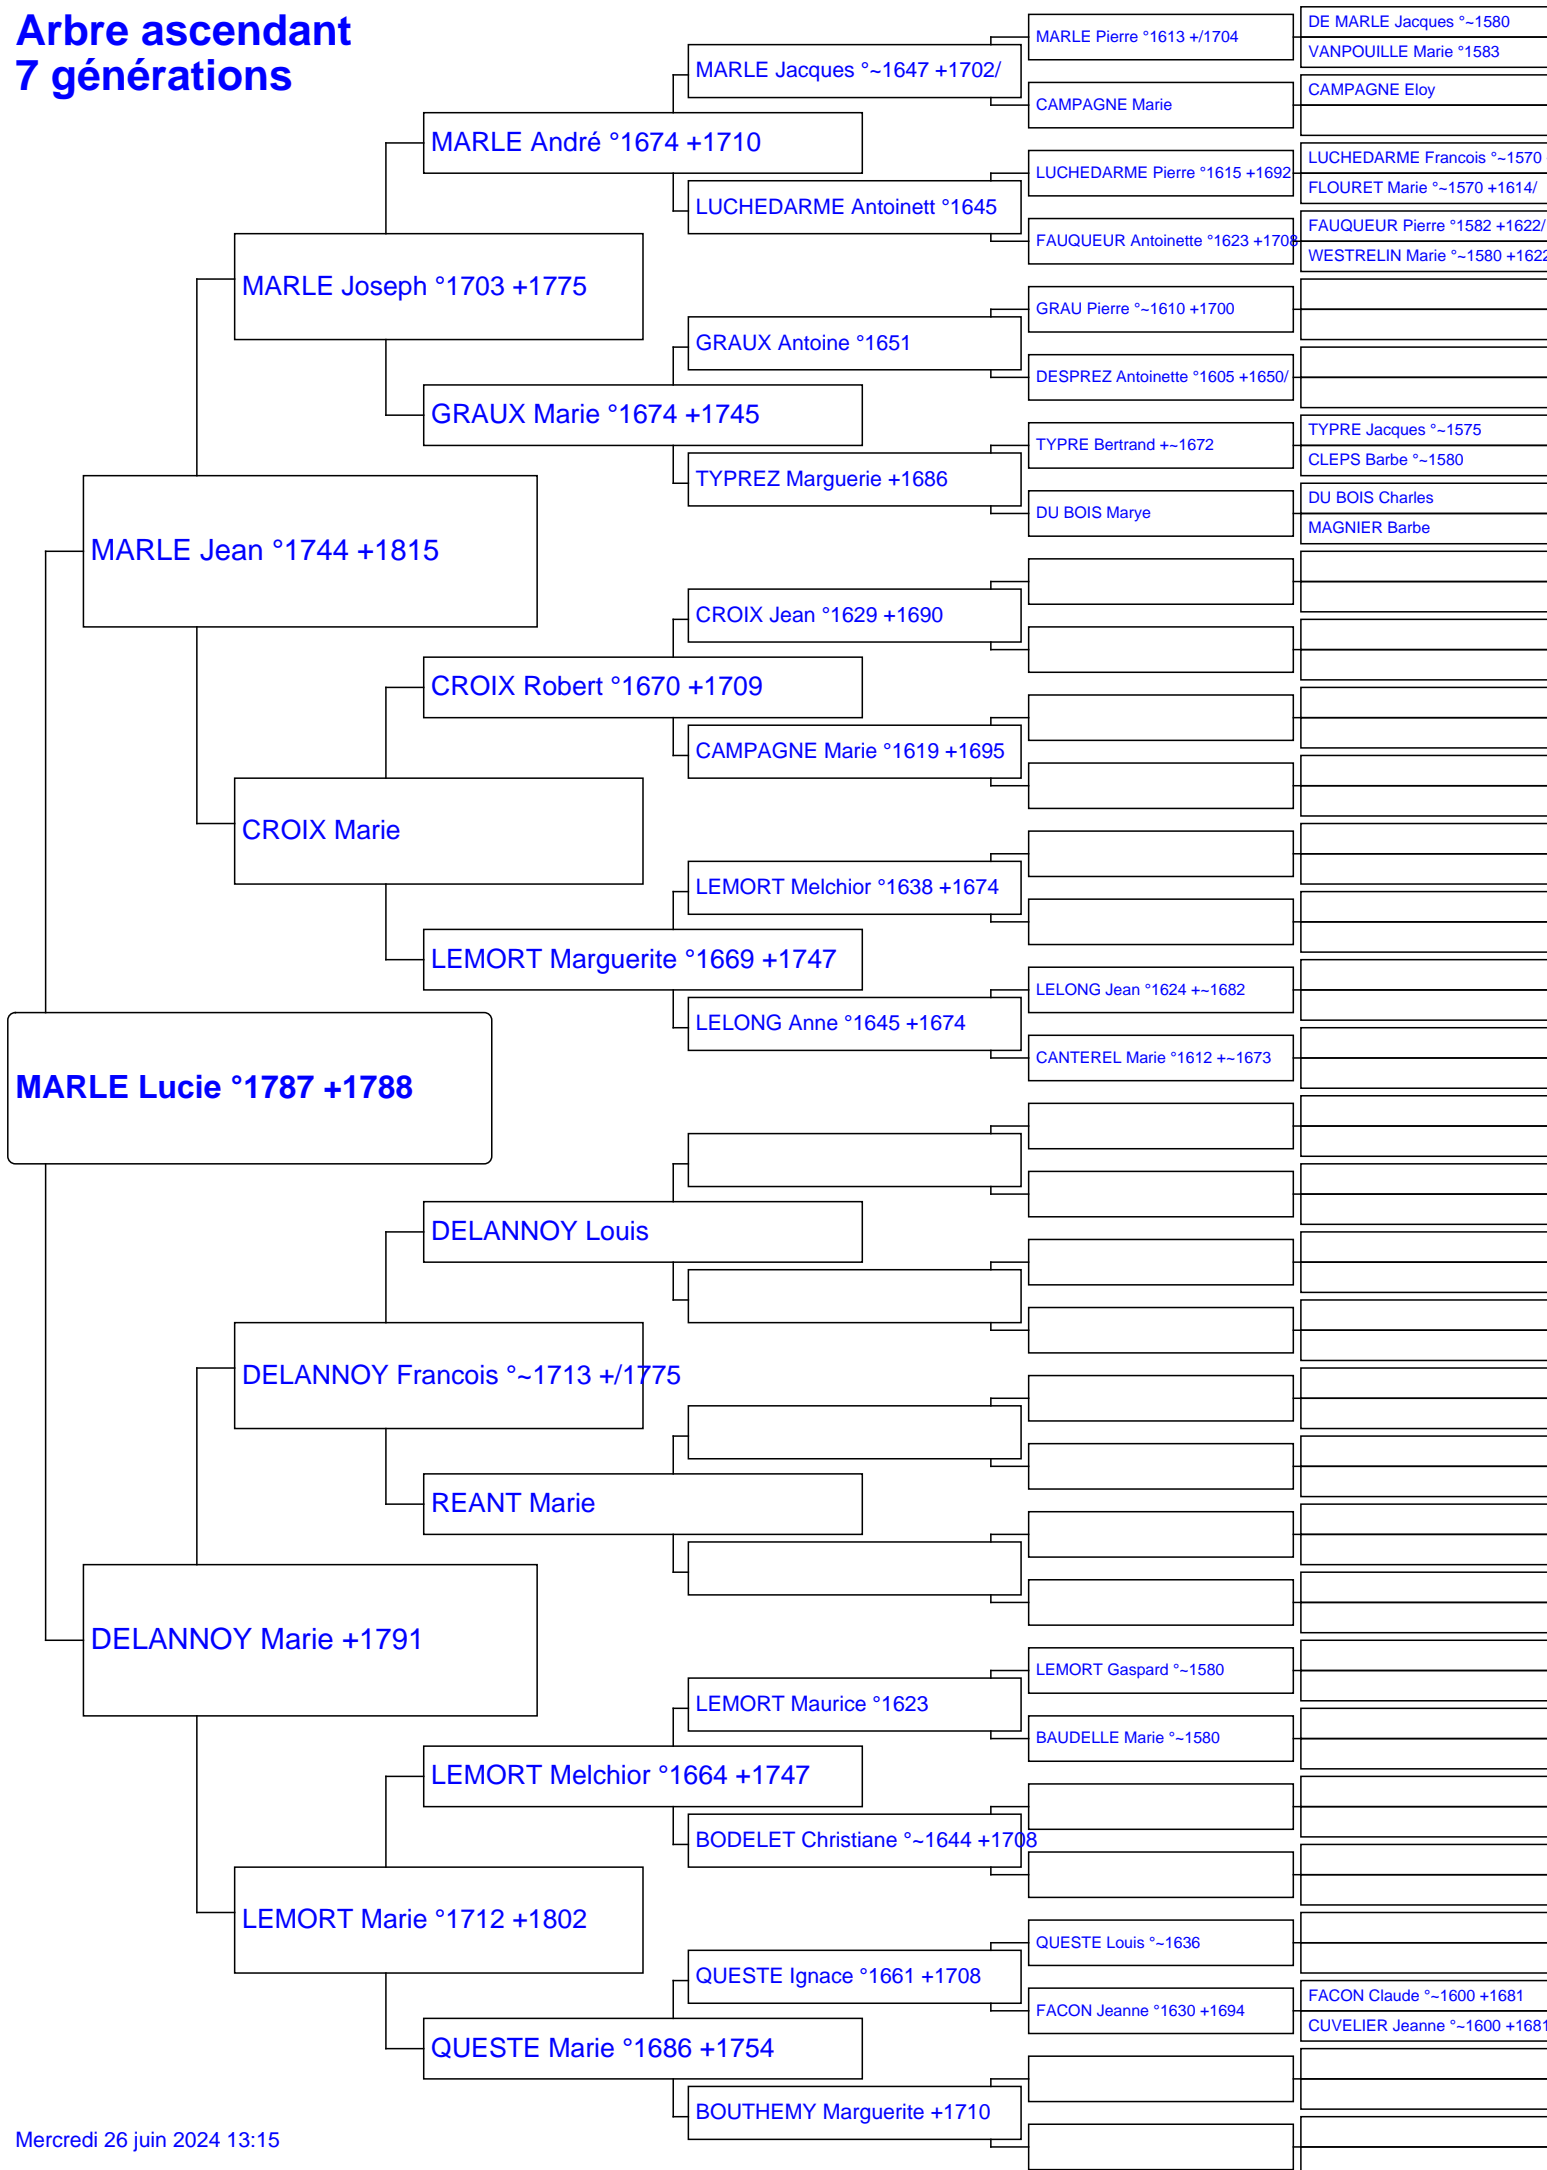 Arbre ascendant
7 générations
MARLE Lucie °1787 +1788
MARLE Jean °1744 +1815
DELANNOY Marie +1791
MARLE Joseph °1703 +1775
CROIX Marie
DELANNOY Francois °~1713 +/1775
LEMORT Marie °1712 +1802
MARLE André °1674 +1710
GRAUX Marie °1674 +1745
CROIX Robert °1670 +1709
LEMORT Marguerite °1669 +1747
DELANNOY Louis
REANT Marie
LEMORT Melchior °1664 +1747
QUESTE Marie °1686 +1754
MARLE Jacques °~1647 +1702/
LUCHEDARME Antoinett °1645
GRAUX Antoine °1651
TYPREZ Marguerie +1686
CROIX Jean °1629 +1690
CAMPAGNE Marie °1619 +1695
LEMORT Melchior °1638 +1674
LELONG Anne °1645 +1674
LEMORT Maurice °1623
BODELET Christiane °~1644 +1708
QUESTE Ignace °1661 +1708
BOUTHEMY Marguerite +1710
MARLE Pierre °1613 +/1704
CAMPAGNE Marie
LUCHEDARME Pierre °1615 +1692
FAUQUEUR Antoinette °1623 +1708
GRAU Pierre °~1610 +1700
DESPREZ Antoinette °1605 +1650/
TYPRE Bertrand +~1672
DU BOIS Marye
LELONG Jean °1624 +~1682
CANTEREL Marie °1612 +~1673
LEMORT Gaspard °~1580
BAUDELLE Marie °~1580
QUESTE Louis °~1636
FACON Jeanne °1630 +1694
DE MARLE Jacques °~1580
VANPOUILLE Marie °1583
CAMPAGNE Eloy
LUCHEDARME Francois °~1570
FLOURET Marie °~1570 +1614/
FAUQUEUR Pierre °1582 +1622/
WESTRELIN Marie °~1580 +1622
TYPRE Jacques °~1575
CLEPS Barbe °~1580
DU BOIS Charles
MAGNIER Barbe
FACON Claude °~1600 +1681
CUVELIER Jeanne °~1600 +1681
Mercredi 26 juin 2024 13:15